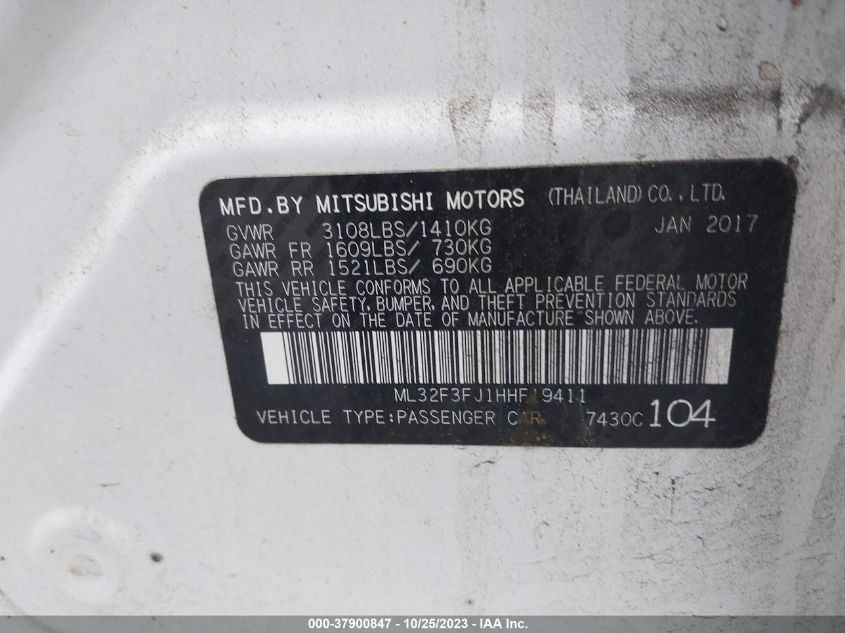 MFD.BY MITSUBISHI MOTORS (THAILAND) CO.,LTD.
GVWR 3108LBS/1410KG JAN 2017
GAWR FR 1609LBS/ 730KG
GAWR RR 1521LBS/ 690KG
THIS VEHICLE CONFORMS TO ALL APPLICABLE FEDERAL MOTOR
VEHICLE SAFETY, BUMPER, AND THEFT PREVENTION STANDARDS
IN EFFECT ON THE DATE OF MANUFACTURE SHOWN ABOVE.
ML32F3FJ1HHF19411
VEHICLE TYPE:PASSENGER CAR 7430C 104
000-37900847 - 10/25/2023 - © IAA Inc.